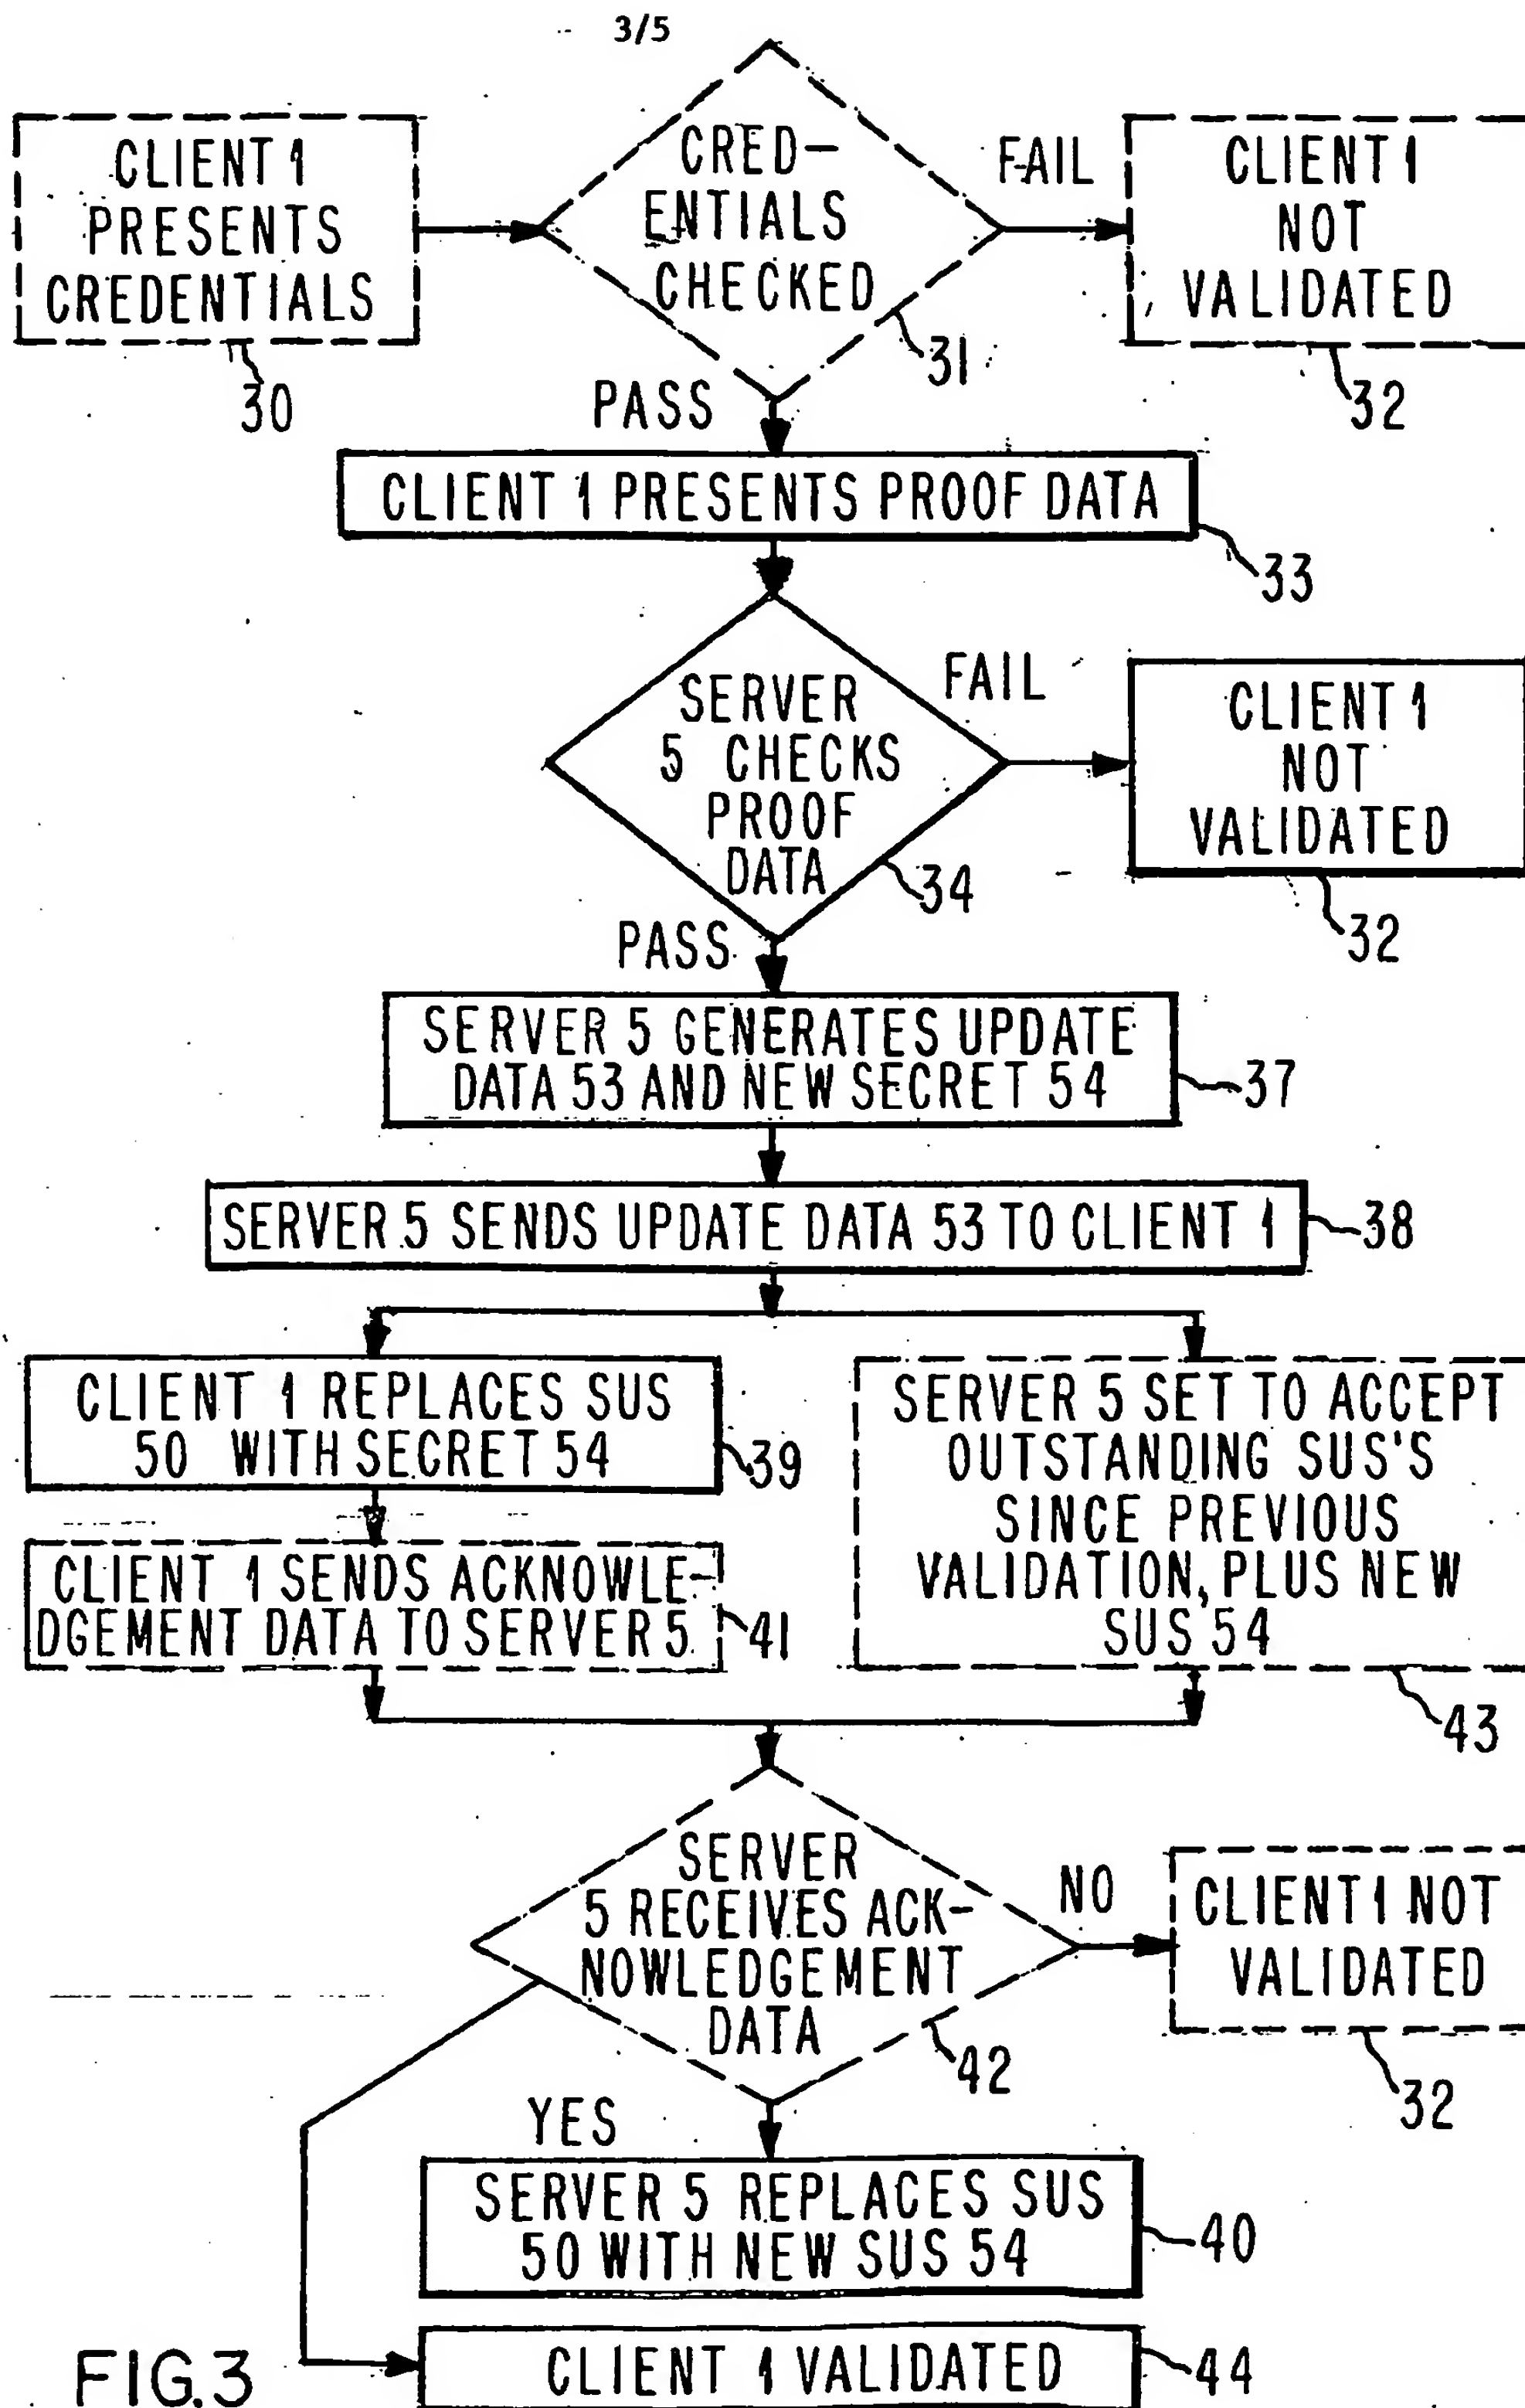 3/5
CLIENT 1
PRESENTS
CREDENTIALS
30
CRED-
ENTIALS
CHECKED
31
FAIL
CLIENT 1
NOT
VALIDATED
32
PASS
CLIENT 1 PRESENTS PROOF DATA
33
SERVER
5 CHECKS
PROOF
DATA
34
FAIL
CLIENT 1
NOT
VALIDATED
32
PASS
SERVER 5 GENERATES UPDATE
DATA 53 AND NEW SECRET 54
37
SERVER 5 SENDS UPDATE DATA 53 TO CLIENT 1
38
CLIENT 1 REPLACES SUS
50 WITH SECRET 54
39
CLIENT 1 SENDS ACKNOWLE-
DGEMENT DATA TO SERVER 5
41
SERVER 5 SET TO ACCEPT
OUTSTANDING SUS'S
SINCE PREVIOUS
VALIDATION, PLUS NEW
SUS 54
43
SERVER
5 RECEIVES ACK-
NOWLEDGEMENT
DATA
42
NO
CLIENT 1 NOT
VALIDATED
32
YES
SERVER 5 REPLACES SUS
50 WITH NEW SUS 54
40
CLIENT 1 VALIDATED
44
FIG.3